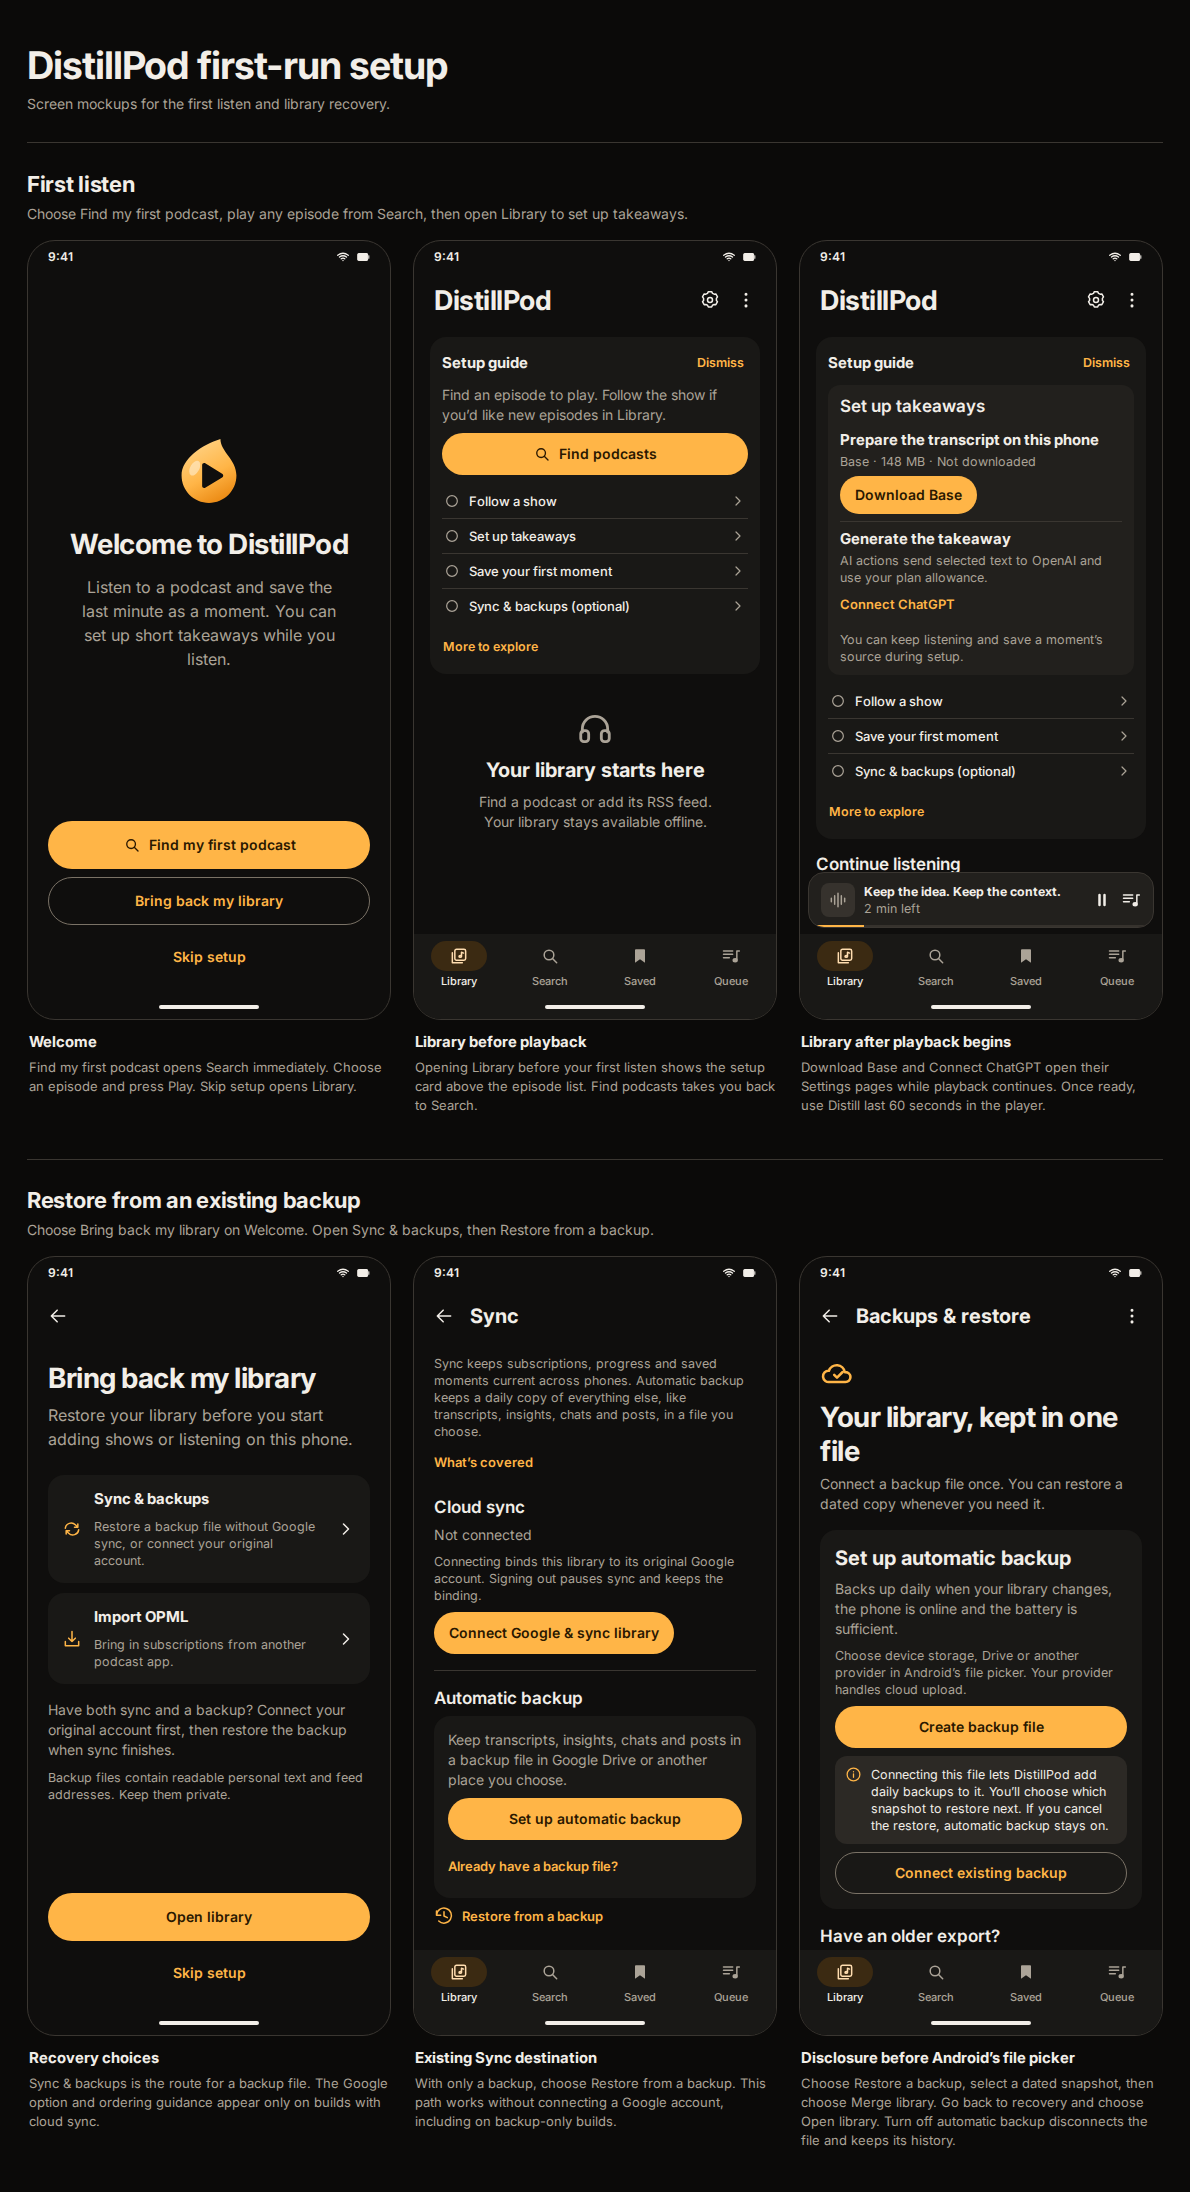 DistillPod first-run setup
Screen mockups for the first listen and library recovery.
First listen
Choose Find my first podcast, play any episode from Search, then open Library to set up takeaways.
9:41
Welcome to DistillPod
Listen to a podcast and save the
last minute as a moment. You can
set up short takeaways while you
listen.
Find my first podcast
Bring back my library
Skip setup
Welcome
Find my first podcast opens Search immediately. Choose
an episode and press Play. Skip setup opens Library.
9:41
DistillPod
Setup guide
Dismiss
Find an episode to play. Follow the show if
you’d like new episodes in Library.
Find podcasts
Follow a show
Set up takeaways
Save your first moment
Sync & backups (optional)
More to explore
Your library starts here
Find a podcast or add its RSS feed.
Your library stays available offline.
Library
Search
Saved
Queue
Library before playback
Opening Library before your first listen shows the setup
card above the episode list. Find podcasts takes you back
to Search.
9:41
DistillPod
Setup guide
Dismiss
Set up takeaways
Prepare the transcript on this phone
Base · 148 MB · Not downloaded
Download Base
Generate the takeaway
AI actions send selected text to OpenAI and
use your plan allowance.
Connect ChatGPT
You can keep listening and save a moment’s
source during setup.
Follow a show
Save your first moment
Sync & backups (optional)
More to explore
Continue listening
Keep the idea. Keep the context.
2 min left
Library
Search
Saved
Queue
Library after playback begins
Download Base and Connect ChatGPT open their
Settings pages while playback continues. Once ready,
use Distill last 60 seconds in the player.
Restore from an existing backup
Choose Bring back my library on Welcome. Open Sync & backups, then Restore from a backup.
9:41
Bring back my library
Restore your library before you start
adding shows or listening on this phone.
Sync & backups
Restore a backup file without Google
sync, or connect your original
account.
Import OPML
Bring in subscriptions from another
podcast app.
Have both sync and a backup? Connect your
original account first, then restore the backup
when sync finishes.
Backup files contain readable personal text and feed
addresses. Keep them private.
Open library
Skip setup
Recovery choices
Sync & backups is the route for a backup file. The Google
option and ordering guidance appear only on builds with
cloud sync.
9:41
Sync
Sync keeps subscriptions, progress and saved
moments current across phones. Automatic backup
keeps a daily copy of everything else, like
transcripts, insights, chats and posts, in a file you
choose.
What’s covered
Cloud sync
Not connected
Connecting binds this library to its original Google
account. Signing out pauses sync and keeps the
binding.
Connect Google & sync library
Automatic backup
Keep transcripts, insights, chats and posts in
a backup file in Google Drive or another
place you choose.
Set up automatic backup
Already have a backup file?
Restore from a backup
Library
Search
Saved
Queue
Existing Sync destination
With only a backup, choose Restore from a backup. This
path works without connecting a Google account,
including on backup-only builds.
9:41
Backups & restore
Your library, kept in one
file
Connect a backup file once. You can restore a
dated copy whenever you need it.
Set up automatic backup
Backs up daily when your library changes,
the phone is online and the battery is
sufficient.
Choose device storage, Drive or another
provider in Android’s file picker. Your provider
handles cloud upload.
Create backup file
Connecting this file lets DistillPod add
daily backups to it. You’ll choose which
snapshot to restore next. If you cancel
the restore, automatic backup stays on.
Connect existing backup
Have an older export?
Library
Search
Saved
Queue
Disclosure before Android’s file picker
Choose Restore a backup, select a dated snapshot, then
choose Merge library. Go back to recovery and choose
Open library. Turn off automatic backup disconnects the
file and keeps its history.